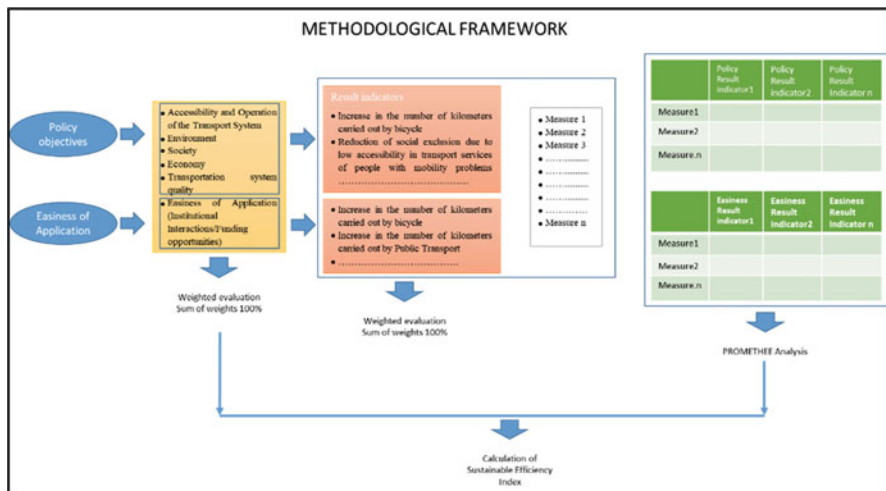 METHODOLOGICAL FRAMEWORK
Policy
objectives
Easiness of
Application
• Accessibility and Operation
of the Transport System
• Environment
• Society
• Economy
• Transportation system
quality
• Easiness of Application
(Institutional
Interactions/Funding
opportunities)
Weighted evaluation
Sum of weights 100%
Result indicators
• Increase in the number of kilometers
carried out by bicycle
• Reduction of social exclusion due to
low accessibility in transport services
of people with mobility problems
......................................
• Increase in the number of kilometers
carried out by bicycle
• Increase in the number of kilometers
carried out by Public Transport
• ......................................
Weighted evaluation
Sum of weights 100%
• Measure 1
• Measure 2
• Measure 3
• ...............
• ...............
• ...............
• ...............
• ...............
• Measure n
Policy Result indicator1
Policy Result indicator2
Policy Result Indicator n
Measure1
Measure2
Measure.n
Easiness Result indicator1
Easiness Result indicator2
Easiness Result Indicator n
Measure1
Measure2
Measure.n
PROMETHEE Analysis
Calculation of
Sustainable Efficiency
Index